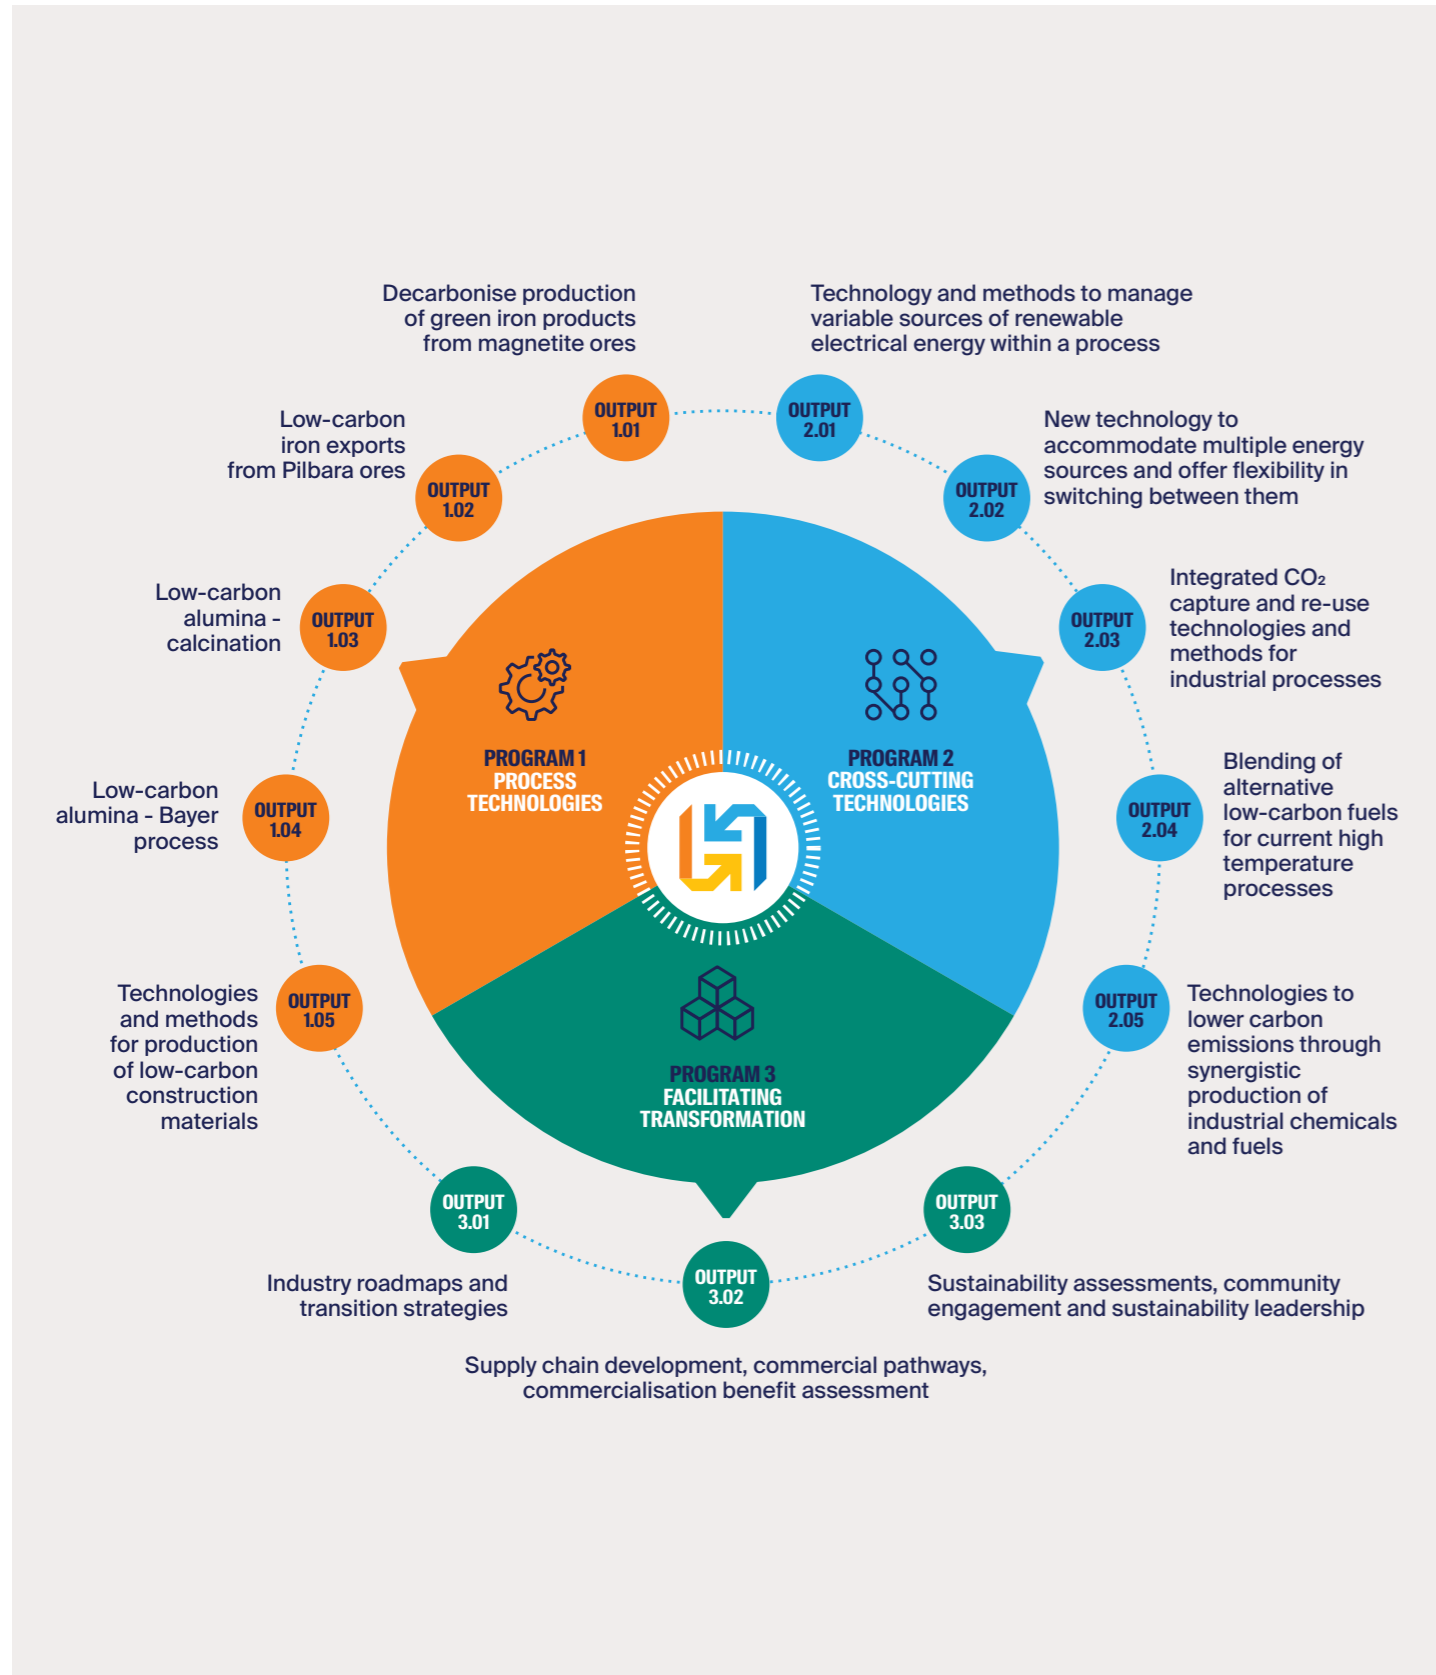 Decarbonise production
of green iron products
from magnetite ores
OUTPUT
1.01
Low-carbon
iron exports
from Pilbara ores
OUTPUT
1.02
Low-carbon
alumina -
calcination
OUTPUT
1.03
Low-carbon
alumina - Bayer
process
OUTPUT
1.04
Technologies
and methods
for production
of low-carbon
construction
materials
OUTPUT
1.05
Technology and methods to manage
variable sources of renewable
electrical energy within a process
OUTPUT
2.01
New technology to
accommodate multiple energy
sources and offer flexibility in
switching between them
OUTPUT
2.02
Integrated CO₂
capture and re-use
technologies and
methods for
industrial processes
OUTPUT
2.03
Blending of
alternative
low-carbon fuels
for current high
temperature
processes
OUTPUT
2.04
Technologies to
lower carbon
emissions through
synergistic
production of
industrial chemicals
and fuels
OUTPUT
2.05
PROGRAM 1
PROCESS
TECHNOLOGIES
PROGRAM 2
CROSS-CUTTING
TECHNOLOGIES
PROGRAM 3
FACILITATING
TRANSFORMATION
OUTPUT
3.01
Industry roadmaps and
transition strategies
OUTPUT
3.02
Supply chain development, commercial pathways,
commercialisation benefit assessment
OUTPUT
3.03
Sustainability assessments, community
engagement and sustainability leadership